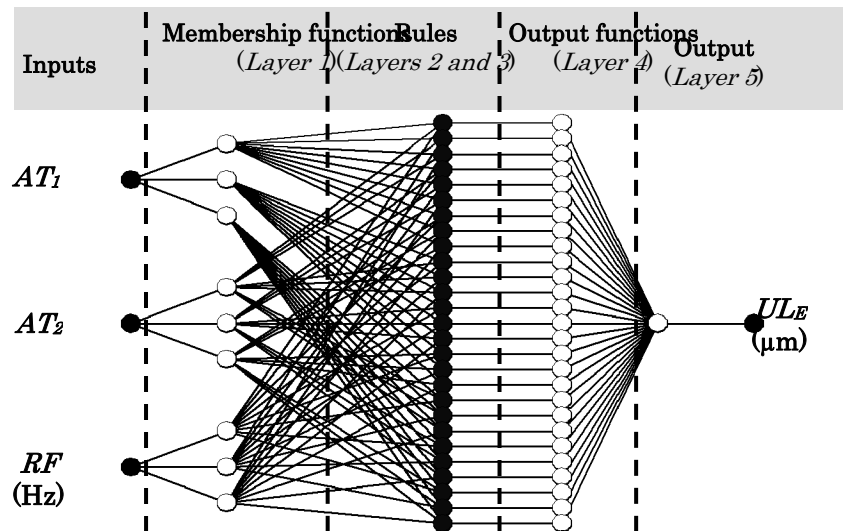 Inputs
Membership functions
(Layer 1)
Rules
(Layers 2 and 3)
Output functions
(Layer 4)
Output
(Layer 5)
AT1
AT2
RF
(Hz)
ULE
(μm)